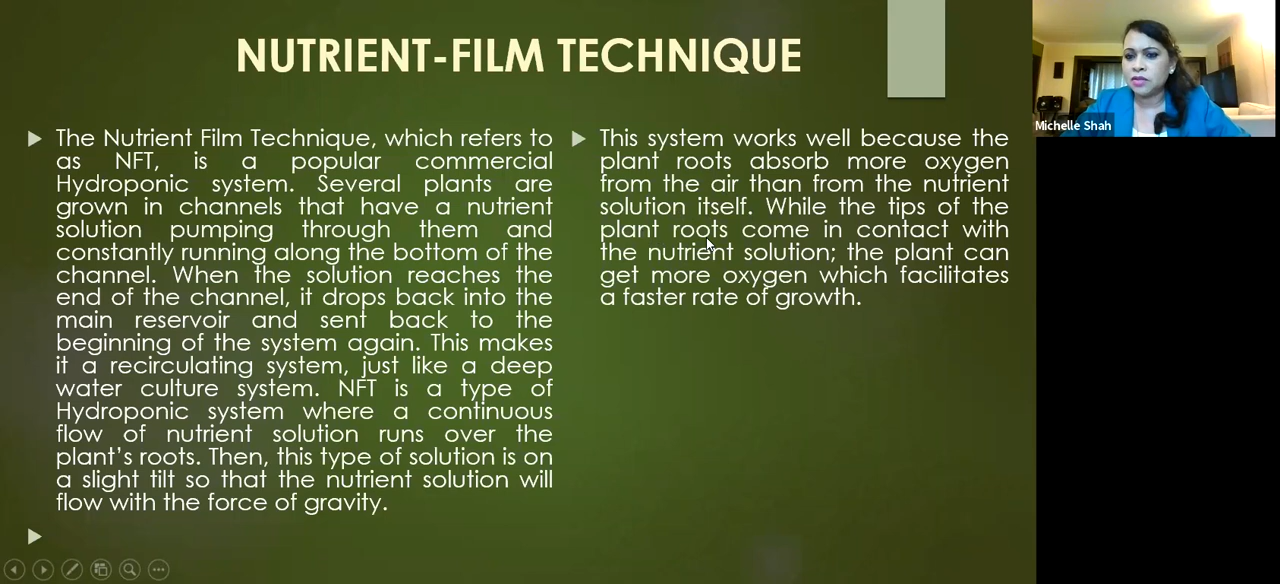 NUTRIENT-FILM TECHNIQUE
The Nutrient Film Technique, which refers to
as NFT, is a popular commercial
Hydroponic system. Several plants are
grown in channels that have a nutrient
solution pumping through them and
constantly running along the bottom of the
channel. When the solution reaches the
end of the channel, it drops back into the
main reservoir and sent back to the
beginning of the system again. This makes
it a recirculating system, just like a deep
water culture system. NFT is a type of
Hydroponic system where a continuous
flow of nutrient solution runs over the
plant's roots. Then, this type of solution is on
a slight tilt so that the nutrient solution will
flow with the force of gravity.
This system works well because the
plant roots absorb more oxygen
from the air than from the nutrient
solution itself. While the tips of the
plant roots come in contact with
the nutrient solution; the plant can
get more oxygen which facilitates
a faster rate of growth.
Michelle Shah